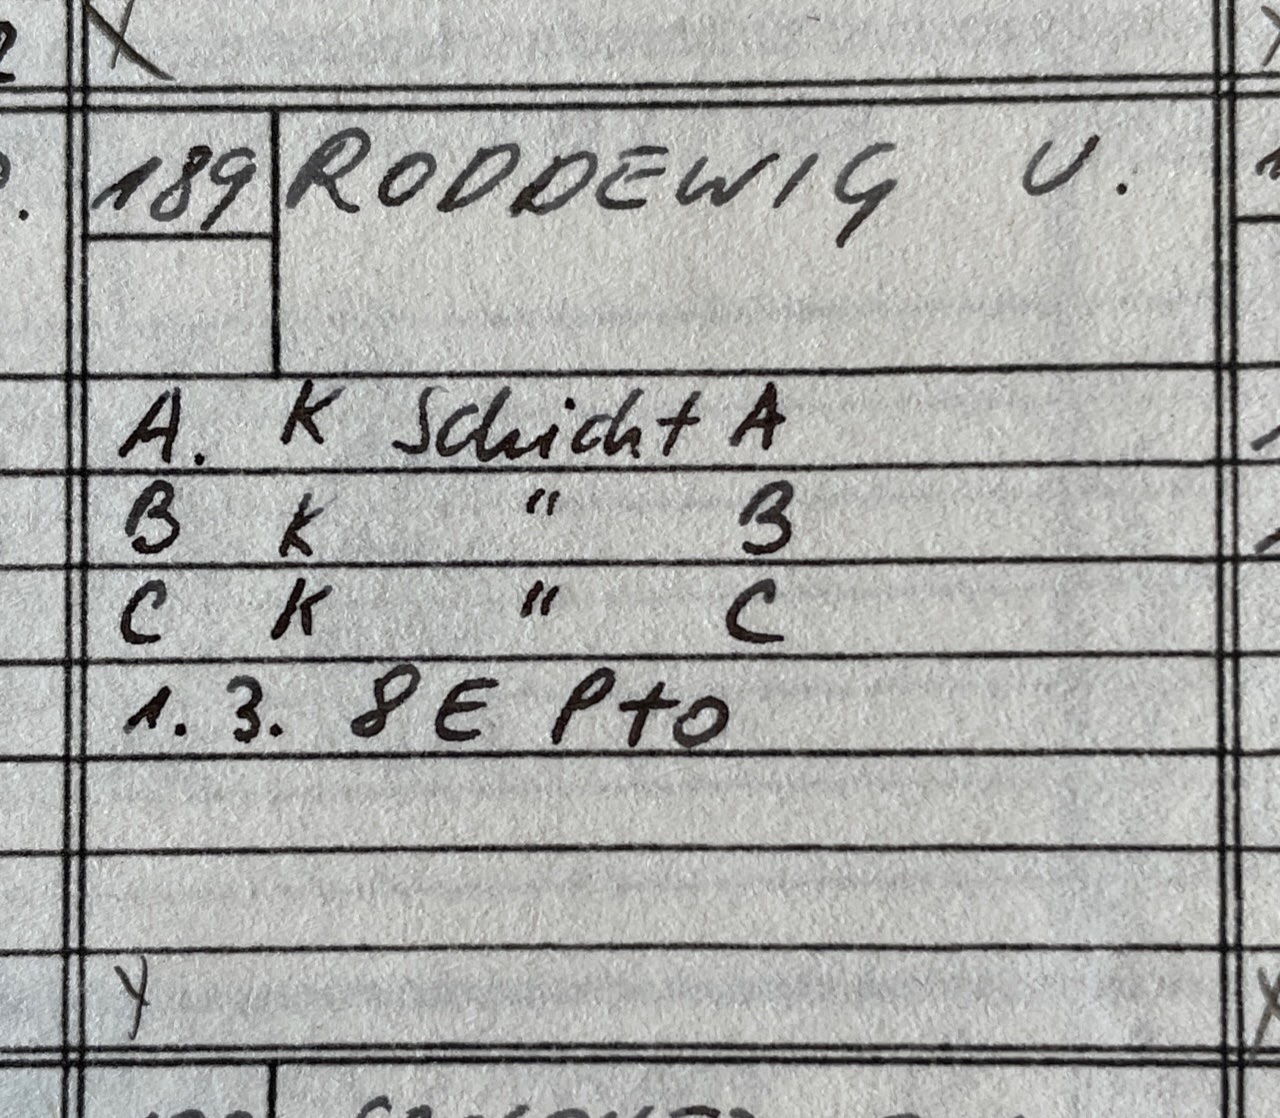 189 RODDEWIG U.
A. K Schicht A
B K " B
C K " C
1. 3. 8E Pto
Y